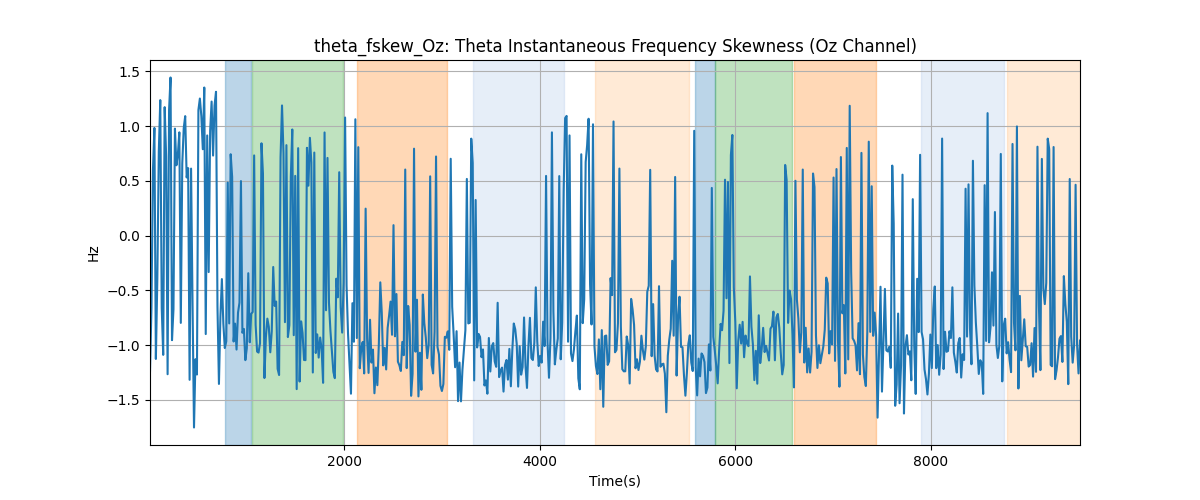 theta_fskew_Oz: Theta Instantaneous Frequency Skewness (Oz Channel)
1.5
1.0
0.5
0.0
−0.5
−1.0
−1.5
Hz
2000 4000 6000 8000
Time(s)